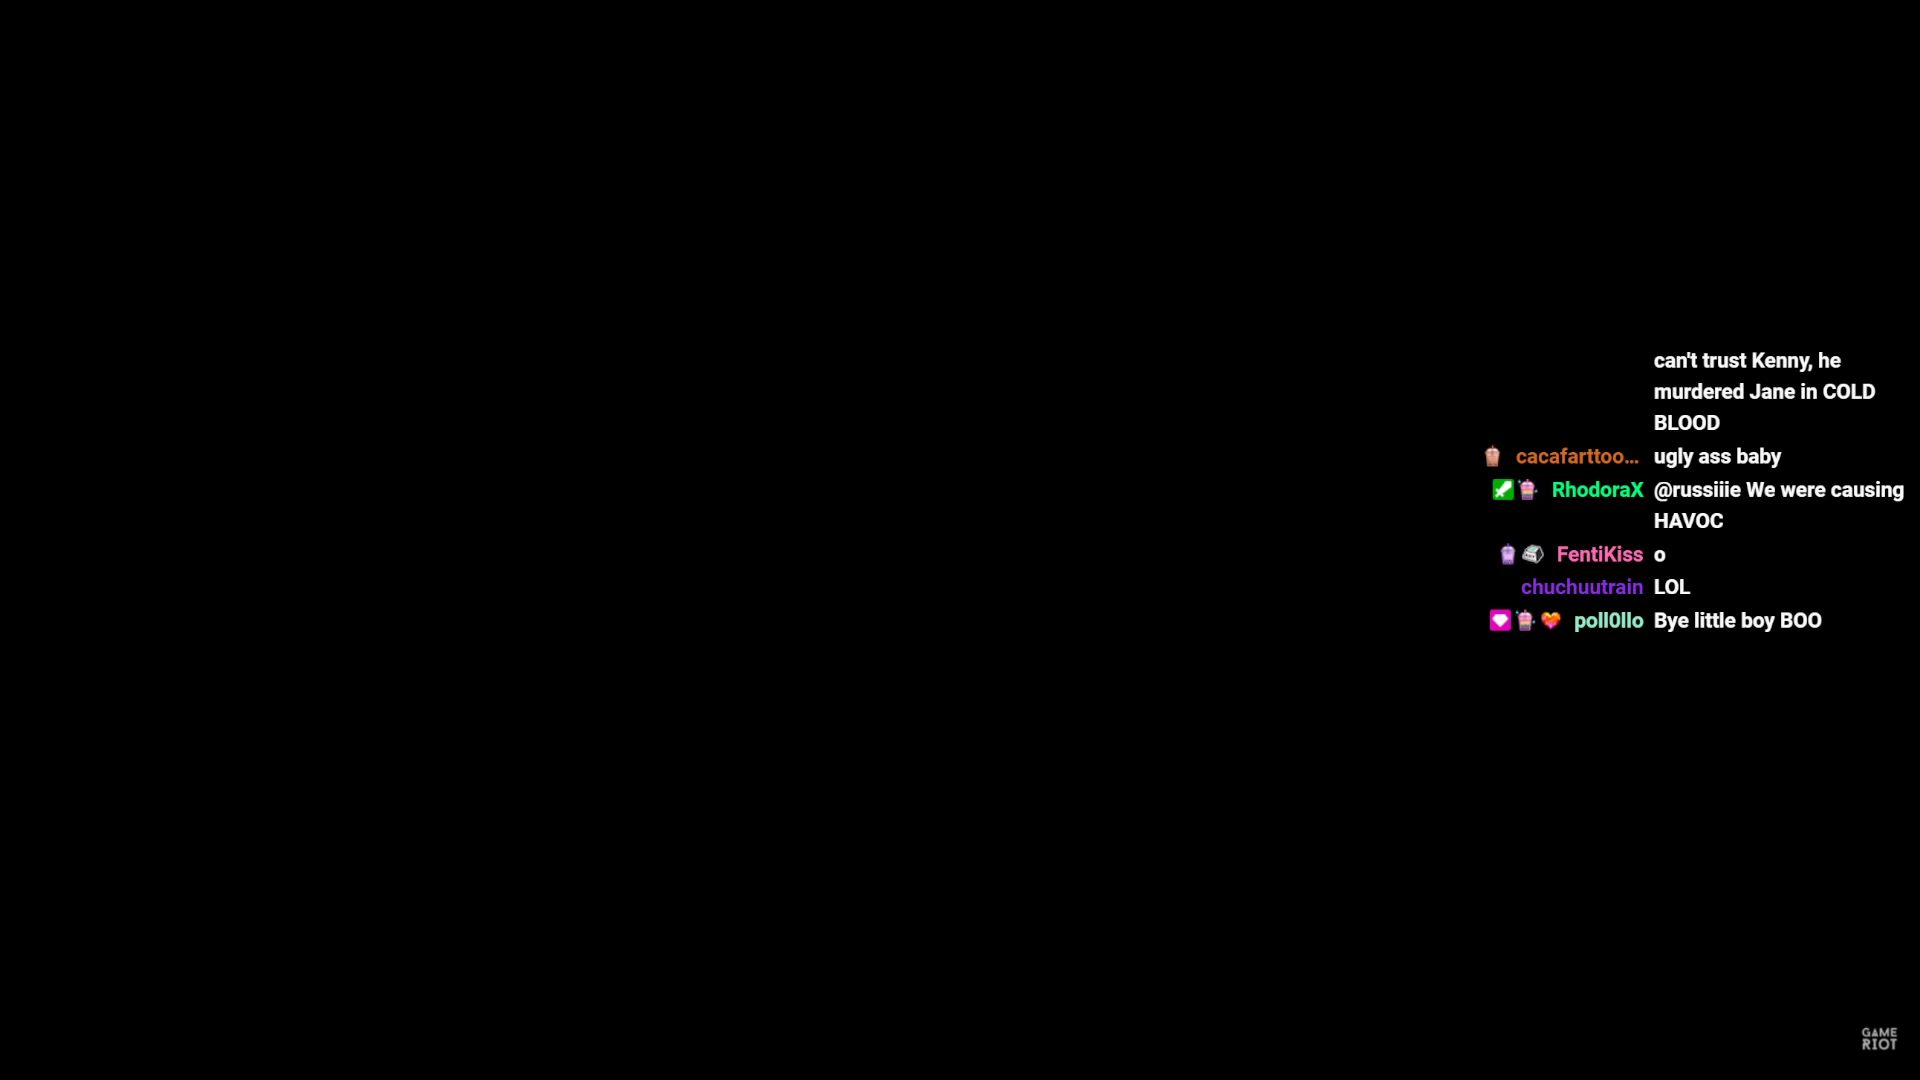 can't trust Kenny, he
murdered Jane in COLD
BLOOD
cacafarttoo... ugly ass baby
RhodoraX @russiiie We were causing
HAVOC
FentiKiss o
chuchuutrain LOL
poll0llo Bye little boy BOO
GAME
RIOT